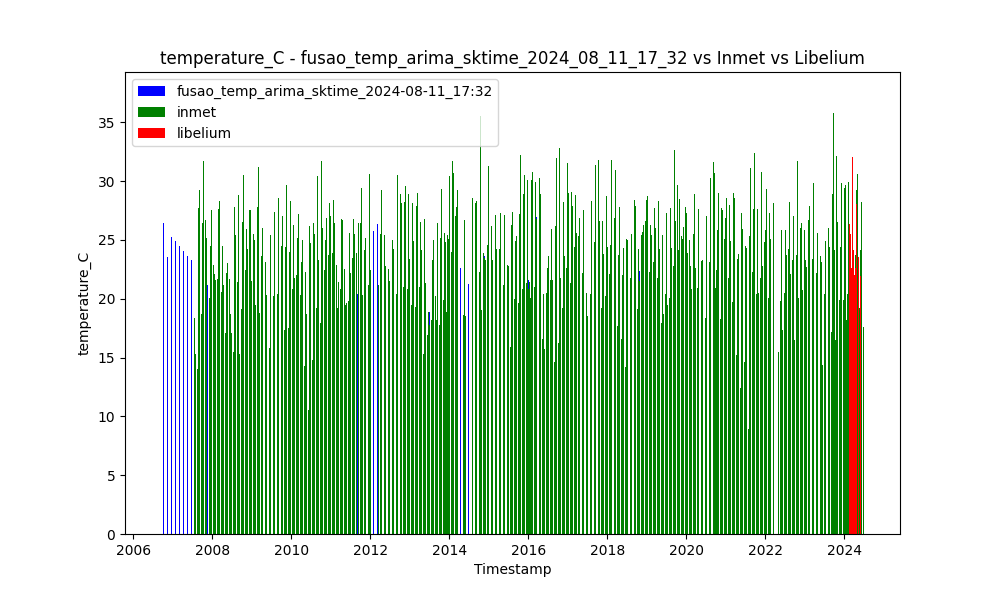 temperature_C - fusao_temp_arima_sktime_2024_08_11_17_32 vs Inmet vs Libelium
fusao_temp_arima_sktime_2024-08-11_17:32
inmet
libelium
temperature_C
35
30
25
20
15
10
5
0
2006 2008 2010 2012 2014 2016 2018 2020 2022 2024
Timestamp